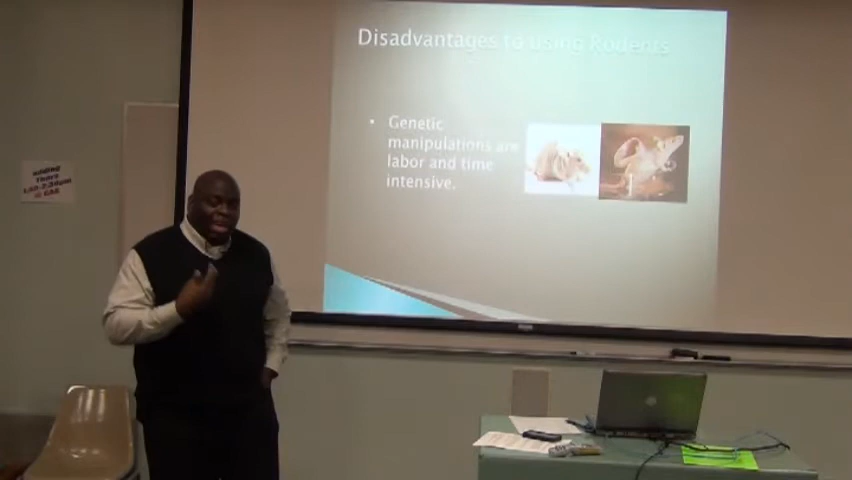 Disadvantages to using Rodents
• Genetic
manipulations are
labor and time
intensive.